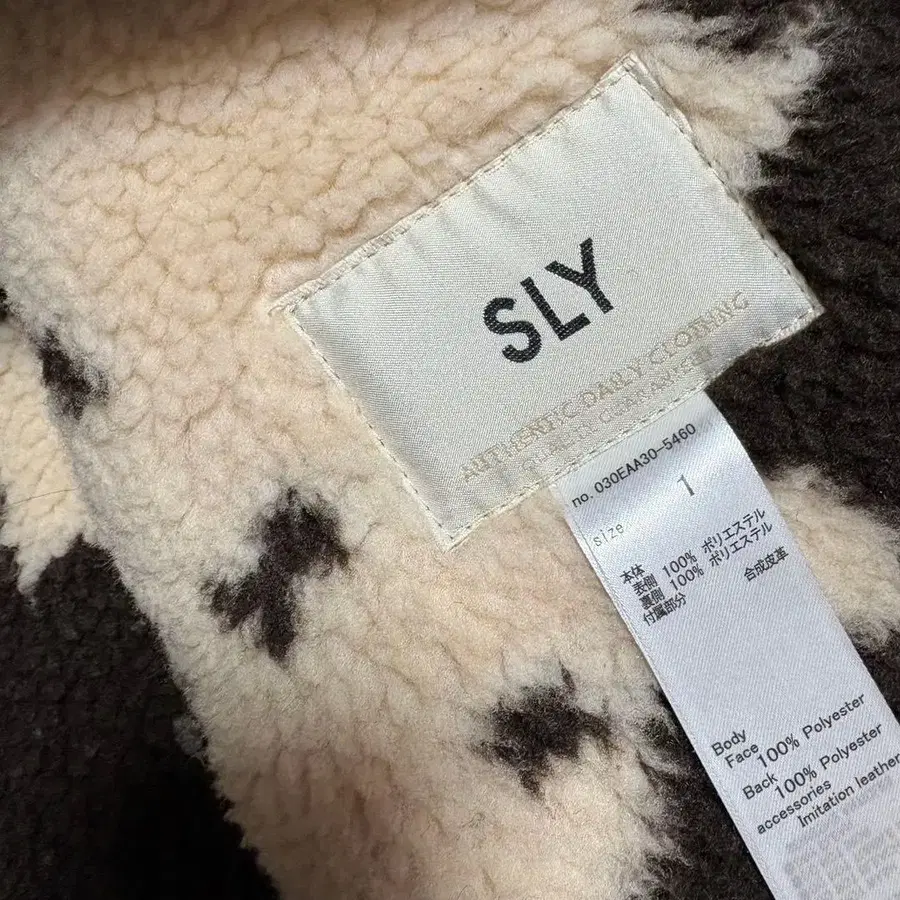 SLY
AUTHENTIC DAILY CLOTHING
QUALITY GUARANTEE
no. 030EAA30-5460
size 1
本体
表側 100% ポリエステル
裏側 100% ポリエステル
付属部分 合成皮革
Body
Face 100% Polyester
Back 100% Polyester
accessories
Imitation leather